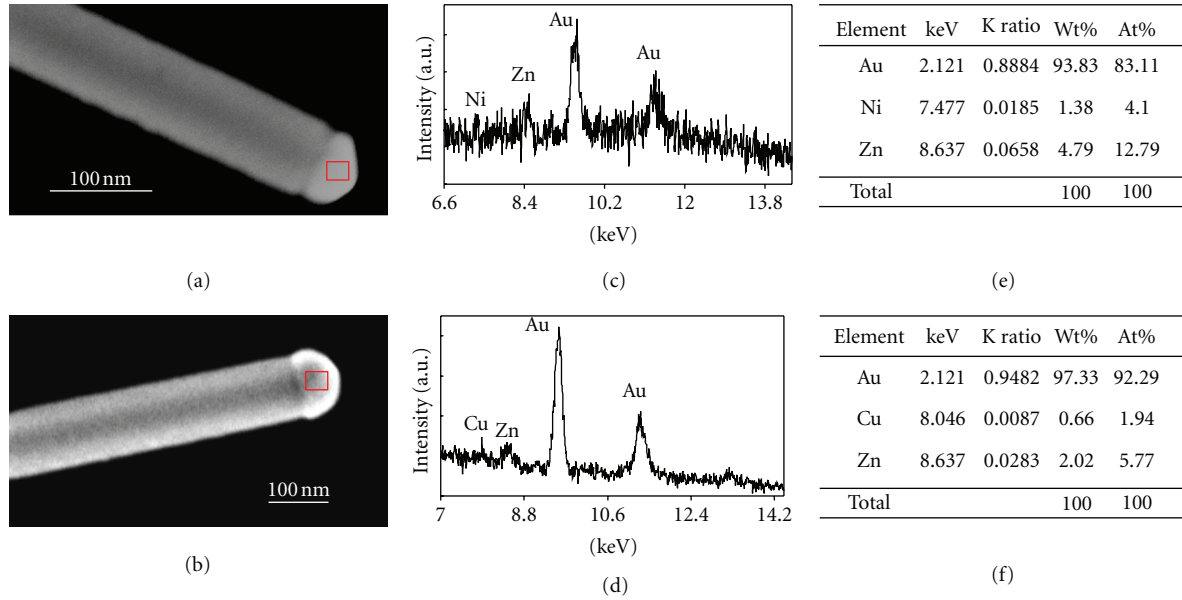 100 nm
(a)
Intensity (a.u.)
Au
Au
Zn
Ni
6.6 8.4 10.2 12 13.8
(keV)
(c)
Element keV K ratio Wt% At%
Au 2.121 0.8884 93.83 83.11
Ni 7.477 0.0185 1.38 4.1
Zn 8.637 0.0658 4.79 12.79
Total 100 100
(e)
100 nm
(b)
Intensity (a.u.)
Au
Au
Cu Zn
7 8.8 10.6 12.4 14.2
(keV)
(d)
Element keV K ratio Wt% At%
Au 2.121 0.9482 97.33 92.29
Cu 8.046 0.0087 0.66 1.94
Zn 8.637 0.0283 2.02 5.77
Total 100 100
(f)